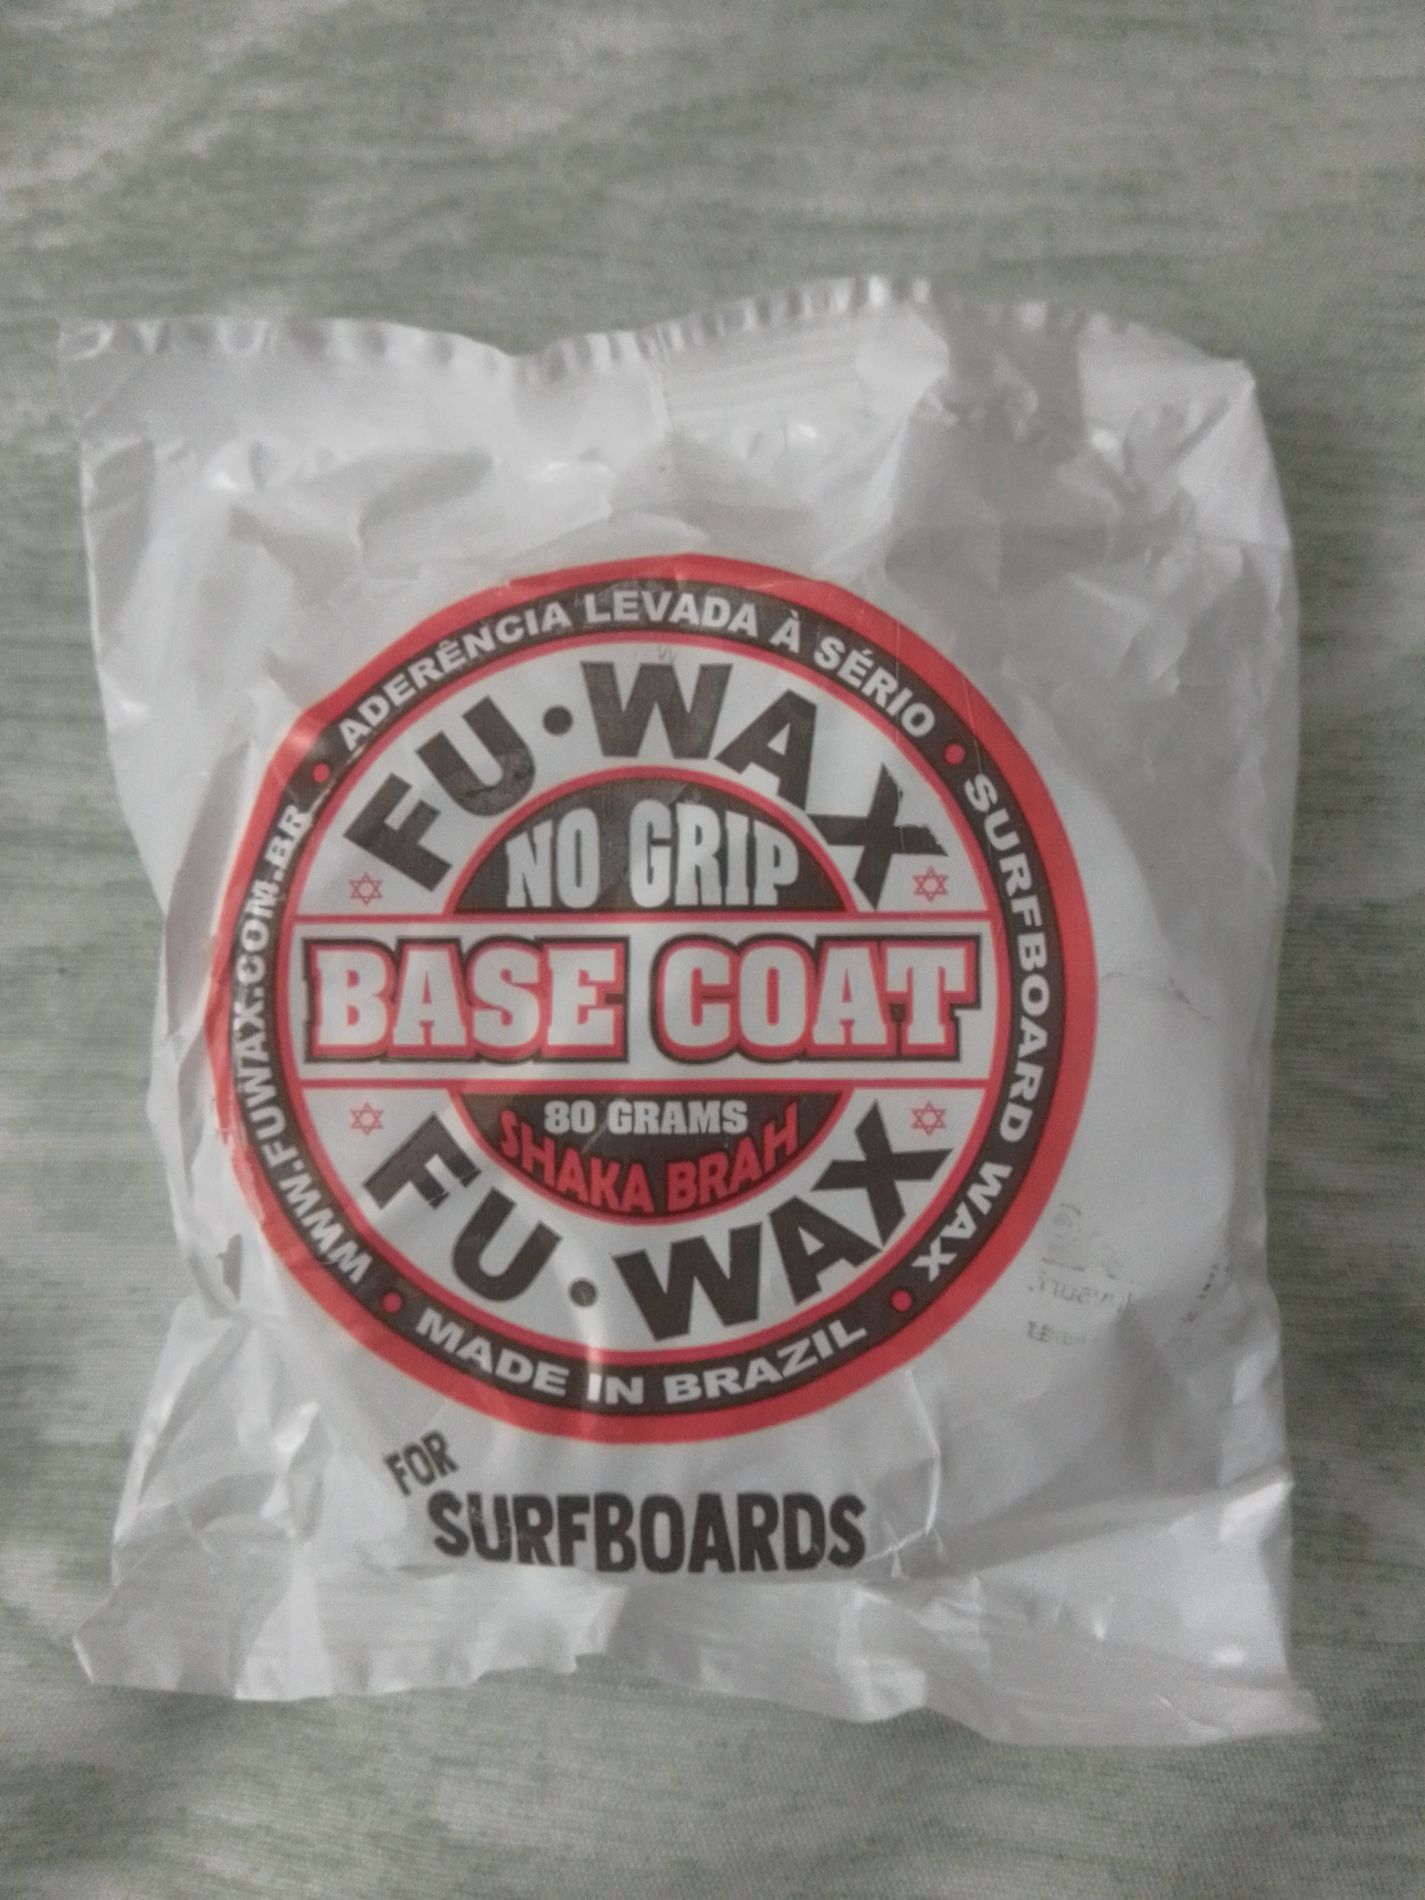 ADERÊNCIA LEVADA À SÉRIO
FU•WAX
NO GRIP
BASE COAT
80 GRAMS
SHAKA BRAH
FU•WAX
SURFBOARD WAX
MADE IN BRAZIL
WWW.FUWAX.COM.BR
FOR
SURFBOARDS